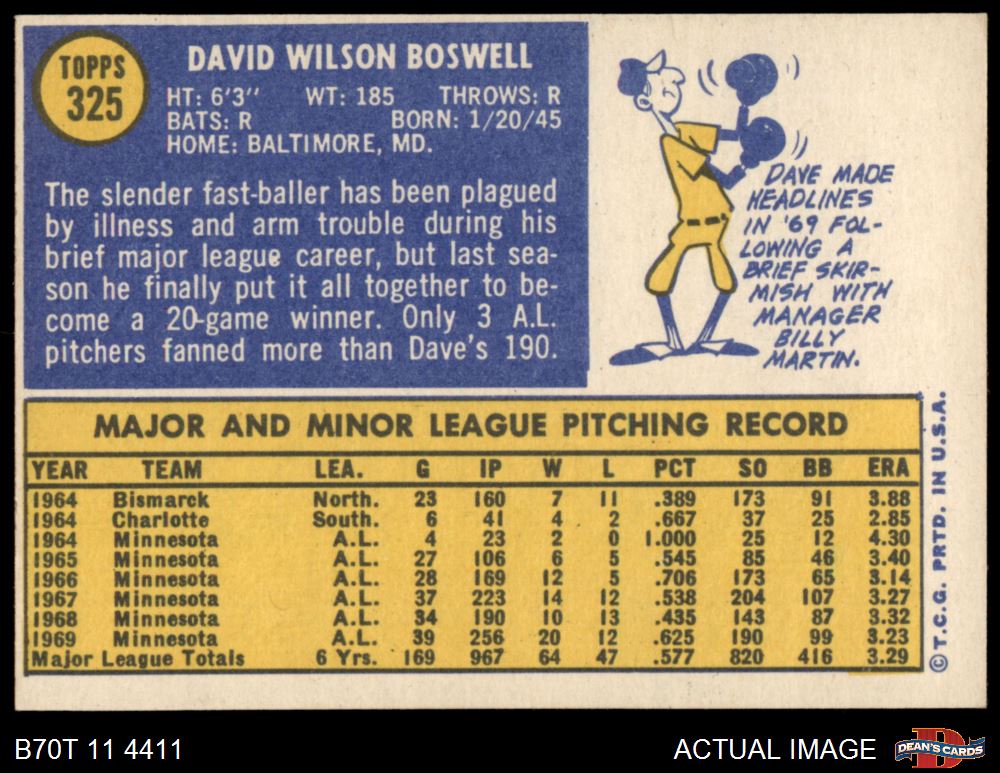 TOPPS
325
DAVID WILSON BOSWELL
HT: 6'3" WT: 185 THROWS: R
BATS: R BORN: 1/20/45
HOME: BALTIMORE, MD.
The slender fast-baller has been plagued
by illness and arm trouble during his
brief major league career, but last sea-
son he finally put it all together to be-
come a 20-game winner. Only 3 A.L.
pitchers fanned more than Dave's 190.
DAVE MADE
HEADLINES
IN '69 FOL-
LOWING A
BRIEF SKIR-
MISH WITH
MANAGER
BILLY
MARTIN.
MAJOR AND MINOR LEAGUE PITCHING RECORD
YEAR TEAM LEA. G IP W L PCT SO BB ERA
1964 Bismarck North. 23 160 7 11 .389 173 91 3.88
1964 Charlotte South. 6 41 4 2 .667 37 25 2.85
1964 Minnesota A.L. 4 23 2 0 1.000 25 12 4.30
1965 Minnesota A.L. 27 106 6 5 .545 85 46 3.40
1966 Minnesota A.L. 28 169 12 5 .706 173 65 3.14
1967 Minnesota A.L. 37 223 14 12 .538 204 107 3.27
1968 Minnesota A.L. 34 190 10 13 .435 143 87 3.32
1969 Minnesota A.L. 39 256 20 12 .625 190 99 3.23
Major League Totals 6 Yrs. 169 967 64 47 .577 820 416 3.29
© T.C.G. PRTD. IN U.S.A.
B70T 11 4411
ACTUAL IMAGE
DEAN'S CARDS